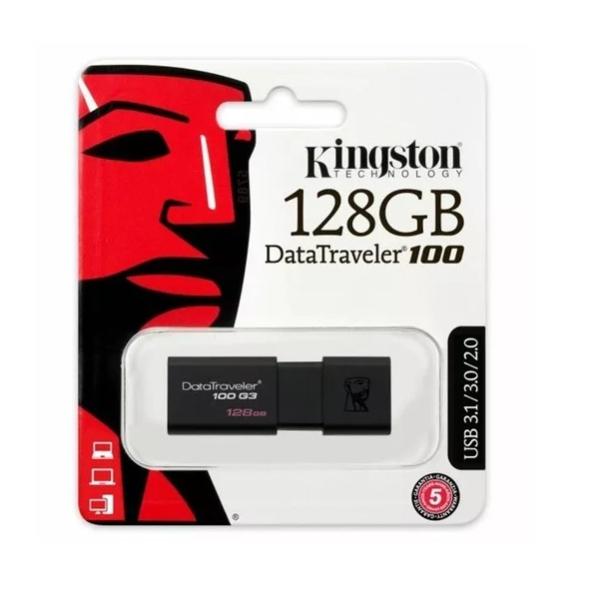 Kingston
TECHNOLOGY
128GB
DataTraveler® 100
DataTraveler®
100 G3
128GB
USB 3.1/3.0/2.0
5
®